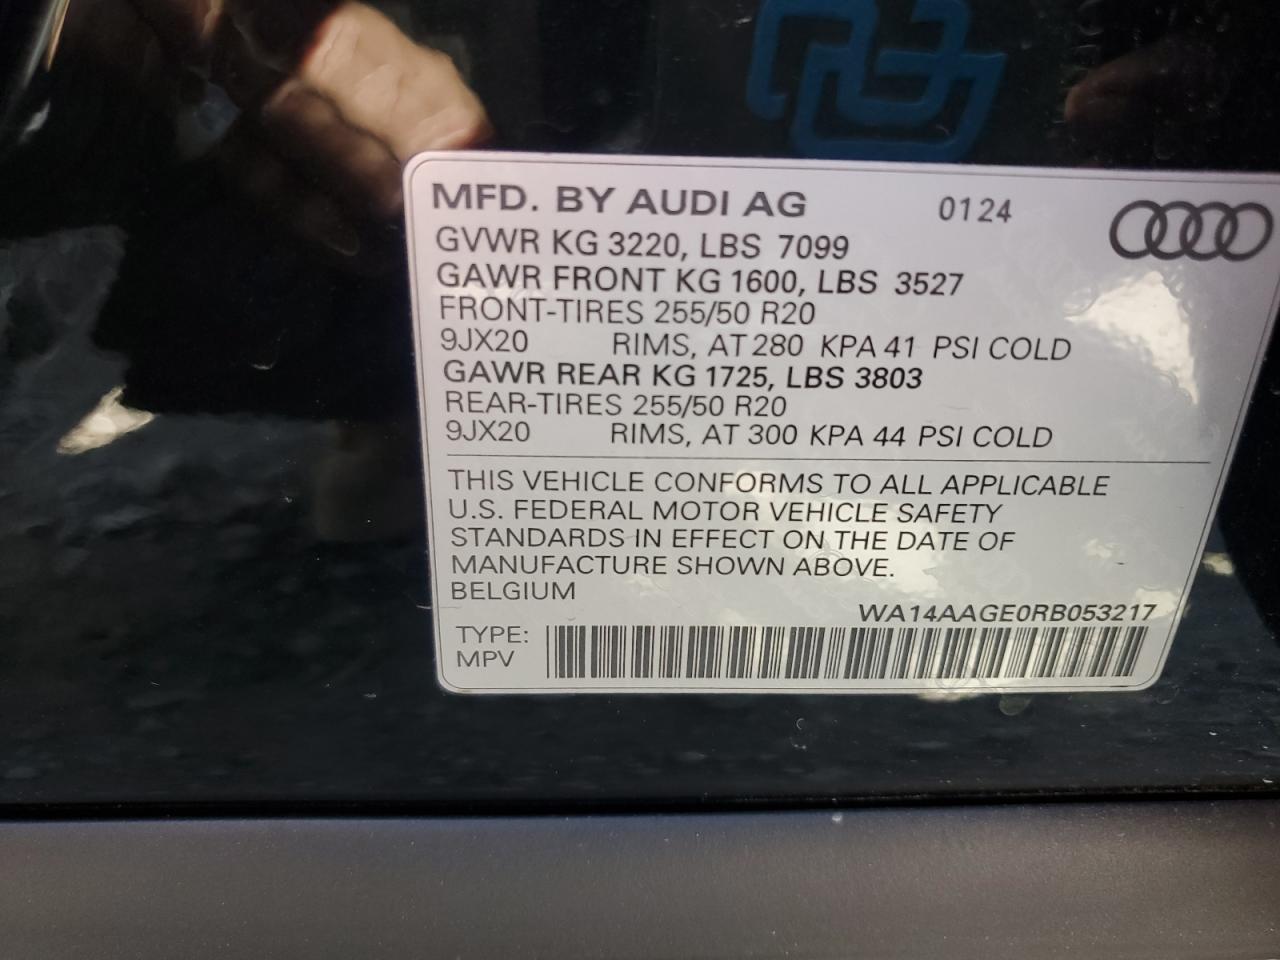 MFD. BY AUDI AG 0124
GVWR KG 3220, LBS 7099
GAWR FRONT KG 1600, LBS 3527
FRONT-TIRES 255/50 R20
9JX20 RIMS, AT 280 KPA 41 PSI COLD
GAWR REAR KG 1725, LBS 3803
REAR-TIRES 255/50 R20
9JX20 RIMS, AT 300 KPA 44 PSI COLD
THIS VEHICLE CONFORMS TO ALL APPLICABLE
U.S. FEDERAL MOTOR VEHICLE SAFETY
STANDARDS IN EFFECT ON THE DATE OF
MANUFACTURE SHOWN ABOVE.
BELGIUM
WA14AAGE0RB053217
TYPE:
MPV